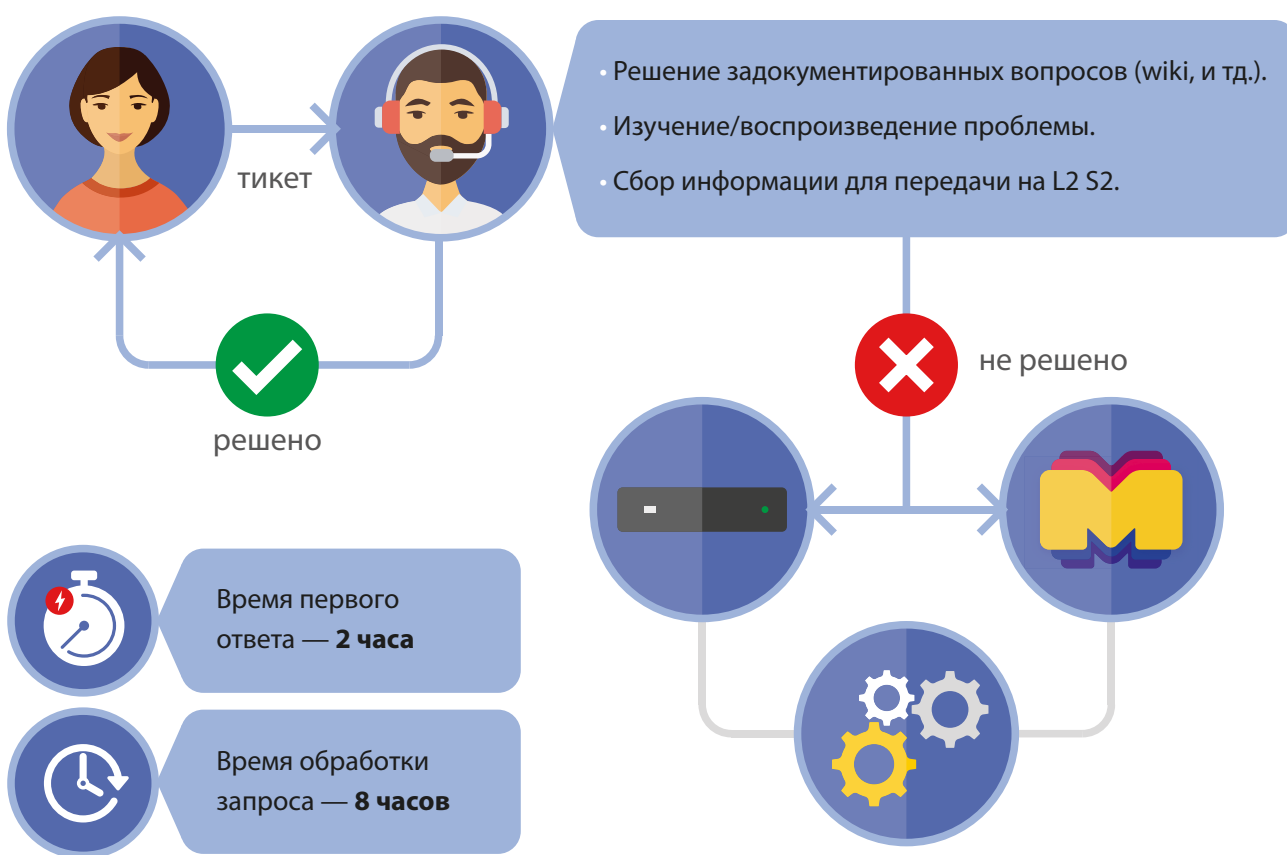 • Решение задокументированных вопросов (wiki, и тд.).
• Изучение/воспроизведение проблемы.
• Сбор информации для передачи на L2 S2.
тикет
не решено
решено
Время первого
ответа — 2 часа
Время обработки
запроса — 8 часов